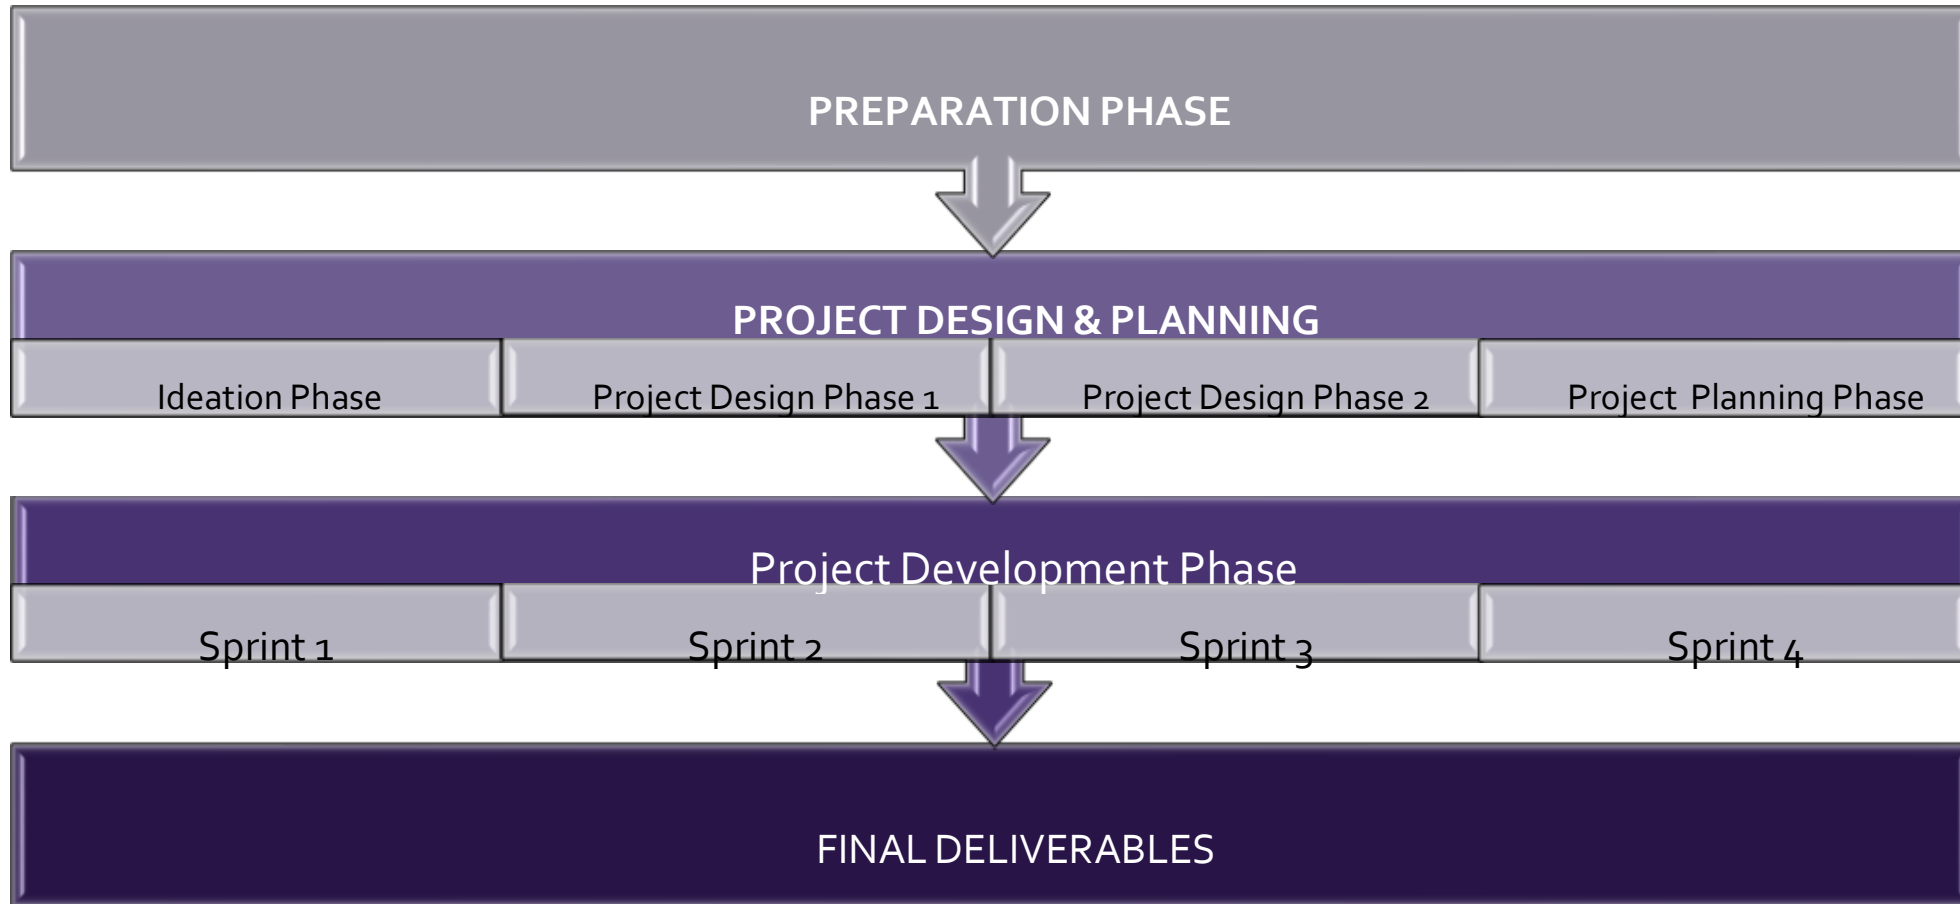 PREPARATION PHASE
PROJECT DESIGN & PLANNING
Ideation Phase
Project Design Phase 1
Project Design Phase 2
Project Planning Phase
Project Development Phase
Sprint 1
Sprint 2
Sprint 3
Sprint 4
FINAL DELIVERABLES